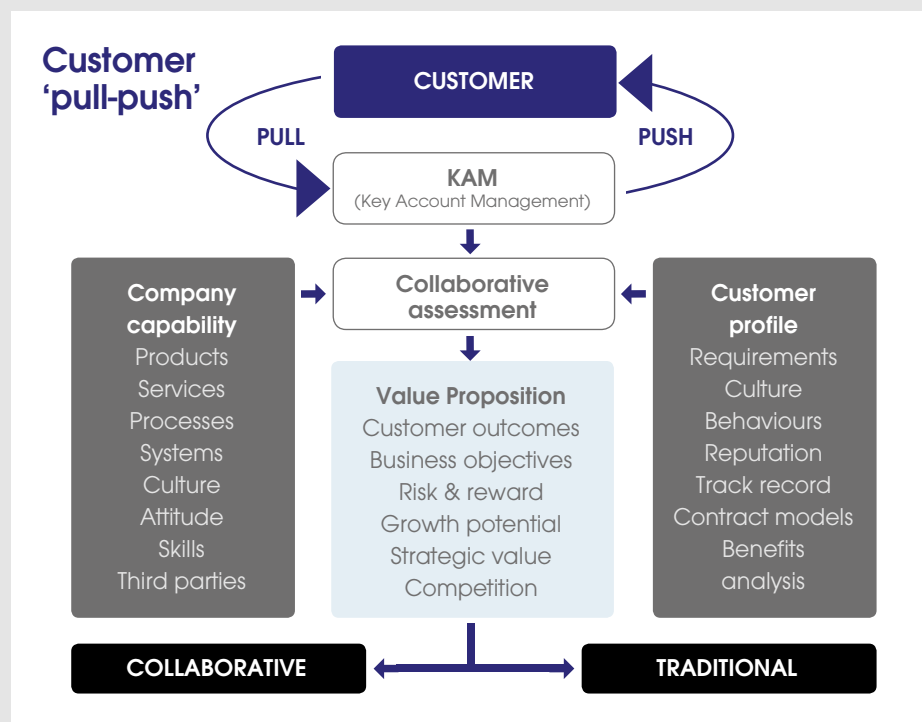 Customer
‘pull-push’
CUSTOMER
PULL
PUSH
KAM
(Key Account Management)
Collaborative
assessment
Company
capability
Products
Services
Processes
Systems
Culture
Attitude
Skills
Third parties
Value Proposition
Customer outcomes
Business objectives
Risk & reward
Growth potential
Strategic value
Competition
Customer
profile
Requirements
Culture
Behaviours
Reputation
Track record
Contract models
Benefits
analysis
COLLABORATIVE
TRADITIONAL